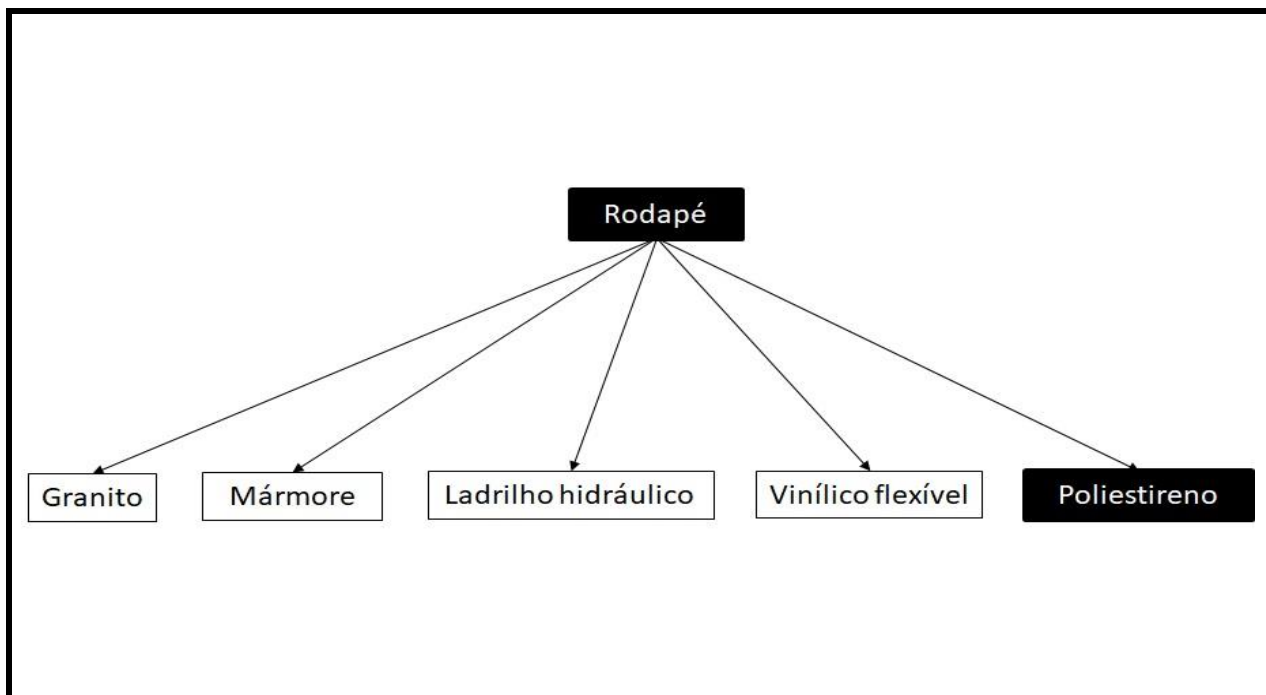 Rodapé
Granito
Mármore
Ladrilho hidráulico
Vinílico flexível
Poliestireno